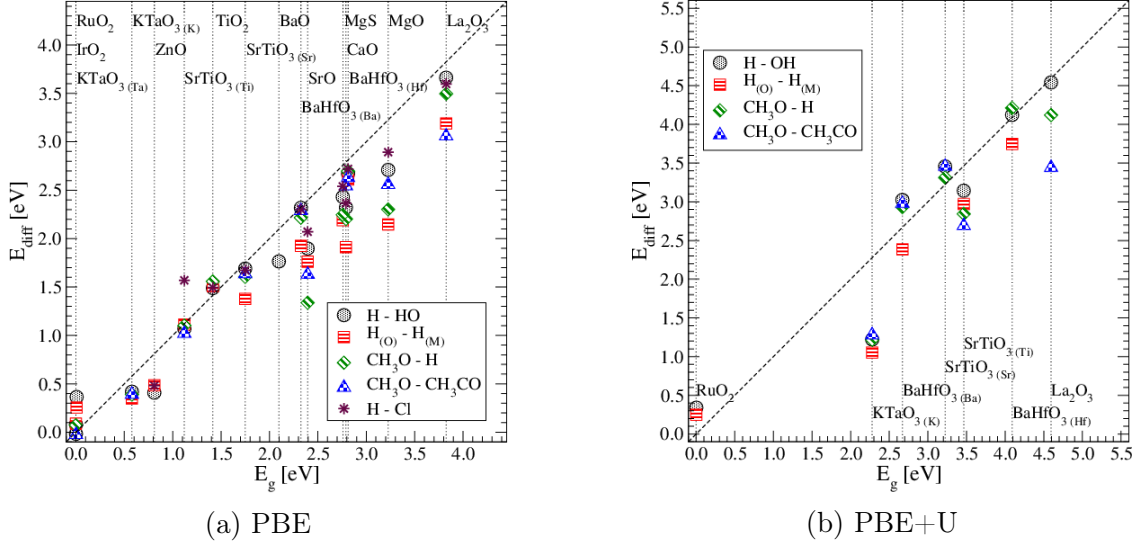 RuO2 KTaO3 (K) TiO2 BaO MgS MgO La2O3
IrO2 ZnO SrTiO3 (Sr) CaO
KTaO3 (Ta) SrTiO3 (Ti) SrO BaHfO3 (Hf)
BaHfO3 (Ba)
4.0
3.5
3.0
2.5
2.0
1.5
1.0
0.5
0.0
Ediff [eV]
H - HO
H(O) - H(M)
CH3O - H
CH3O - CH3CO
H - Cl
0.0 0.5 1.0 1.5 2.0 2.5 3.0 3.5 4.0
Eg [eV]
(a) PBE
5.5
5.0
4.5
4.0
3.5
3.0
2.5
2.0
1.5
1.0
0.5
0.0
Ediff [eV]
H - OH
H(O) - H(M)
CH3O - H
CH3O - CH3CO
SrTiO3 (Ti)
SrTiO3 (Sr)
RuO2 BaHfO3 (Ba) La2O3
KTaO3 (K) BaHfO3 (Hf)
0.0 0.5 1.0 1.5 2.0 2.5 3.0 3.5 4.0 4.5 5.0 5.5
Eg [eV]
(b) PBE+U